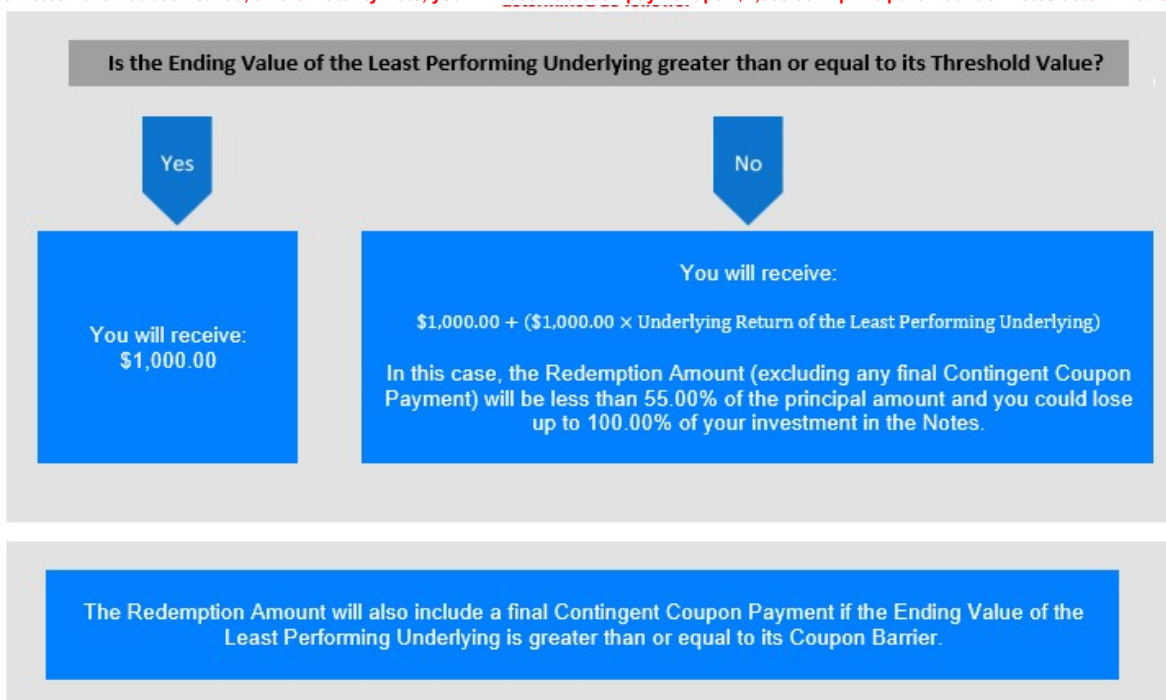 Is the Ending Value of the Least Performing Underlying greater than or equal to its Threshold Value?
Yes
No
You will receive:
$1,000.00
You will receive:
$1,000.00 + ($1,000.00 × Underlying Return of the Least Performing Underlying)
In this case, the Redemption Amount (excluding any final Contingent Coupon
Payment) will be less than 55.00% of the principal amount and you could lose
up to 100.00% of your investment in the Notes.
The Redemption Amount will also include a final Contingent Coupon Payment if the Ending Value of the
Least Performing Underlying is greater than or equal to its Coupon Barrier.